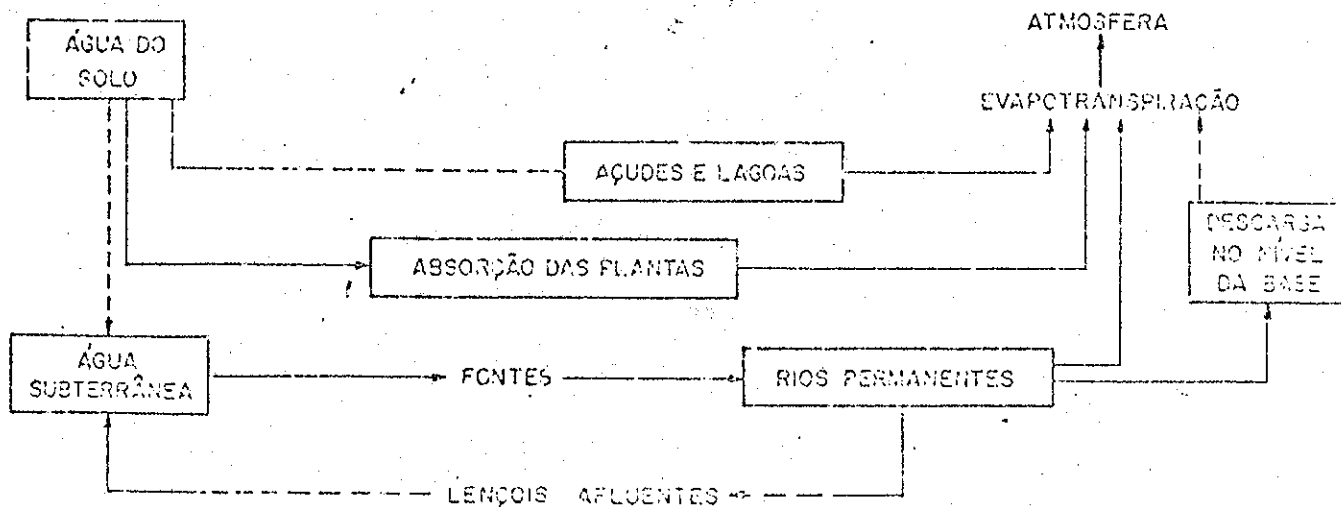 ÁGUA DO
SOLO
ATMOSFERA
EVAPOTRANSPIRAÇÃO
AÇUDES E LAGOAS
DESCARGA
NO NÍVEL
DA BASE
ABSORÇÃO DAS PLANTAS
ÁGUA
SUBTERRÂNEA
FONTES
RIOS PERMANENTES
LENÇOIS AFLUENTES